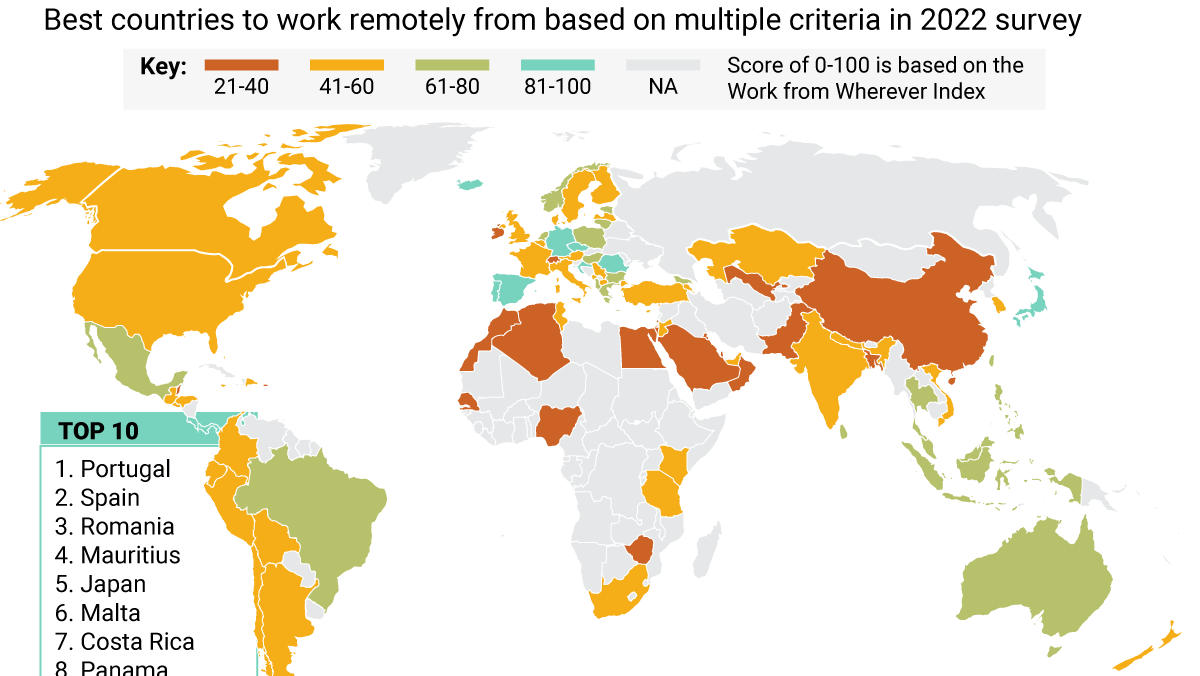 Best countries to work remotely from based on multiple criteria in 2022 survey
Key:
21-40
41-60
61-80
81-100
NA
Score of 0-100 is based on the
Work from Wherever Index
TOP 10
1. Portugal
2. Spain
3. Romania
4. Mauritius
5. Japan
6. Malta
7. Costa Rica
8. Panama